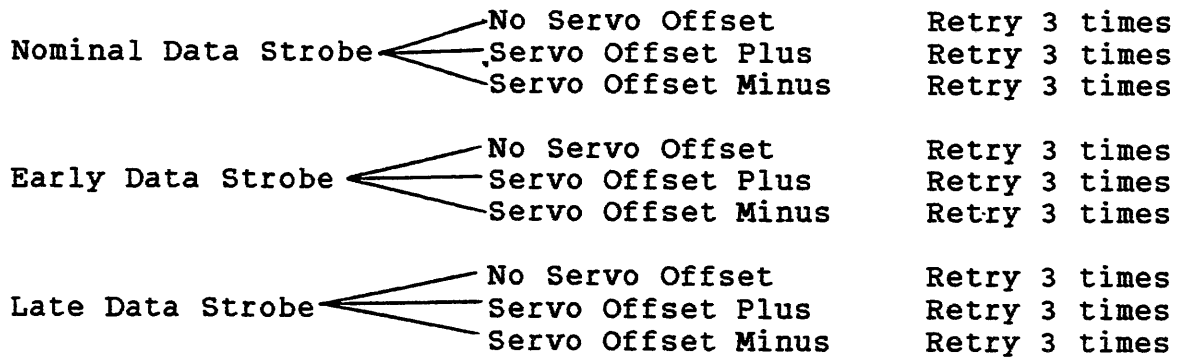 No Servo Offset Retry 3 times
Nominal Data Strobe Servo Offset Plus Retry 3 times
Servo Offset Minus Retry 3 times
No Servo Offset Retry 3 times
Early Data Strobe Servo Offset Plus Retry 3 times
Servo Offset Minus Retry 3 times
No Servo Offset Retry 3 times
Late Data Strobe Servo Offset Plus Retry 3 times
Servo Offset Minus Retry 3 times